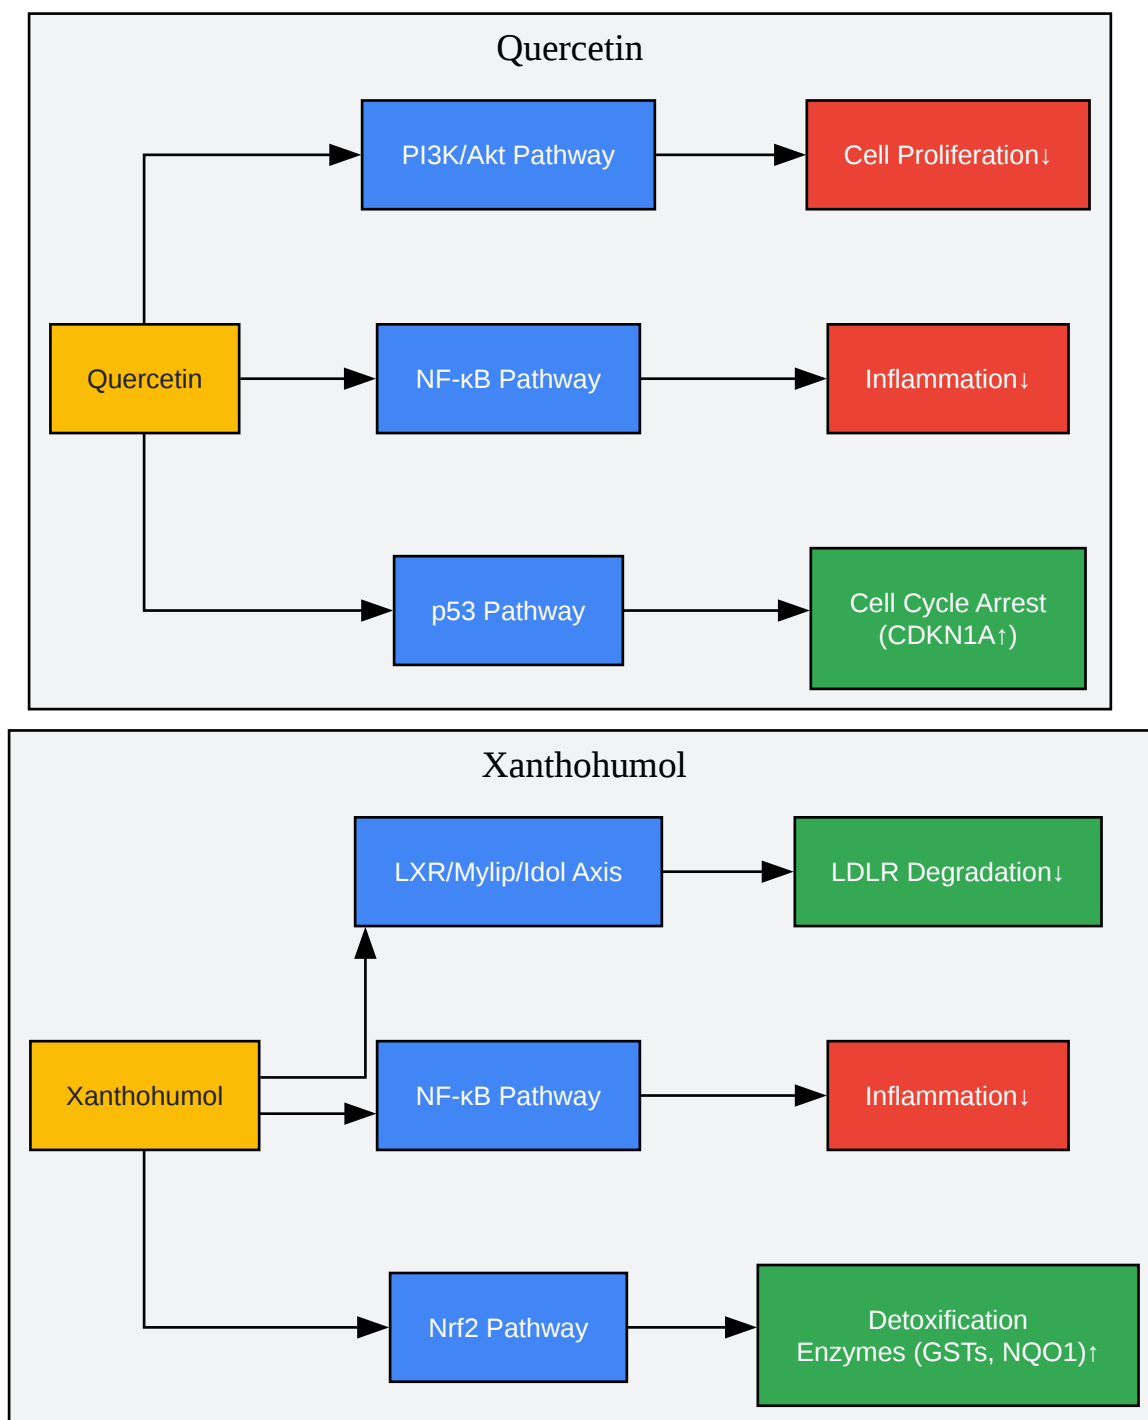 Quercetin
PI3K/Akt Pathway
Cell Proliferation↓
Quercetin
NF-κB Pathway
Inflammation↓
p53 Pathway
Cell Cycle Arrest
(CDKN1A↑)
Xanthohumol
LXR/Mylip/Idol Axis
LDLR Degradation↓
Xanthohumol
NF-κB Pathway
Inflammation↓
Nrf2 Pathway
Detoxification
Enzymes (GSTs, NQO1)↑